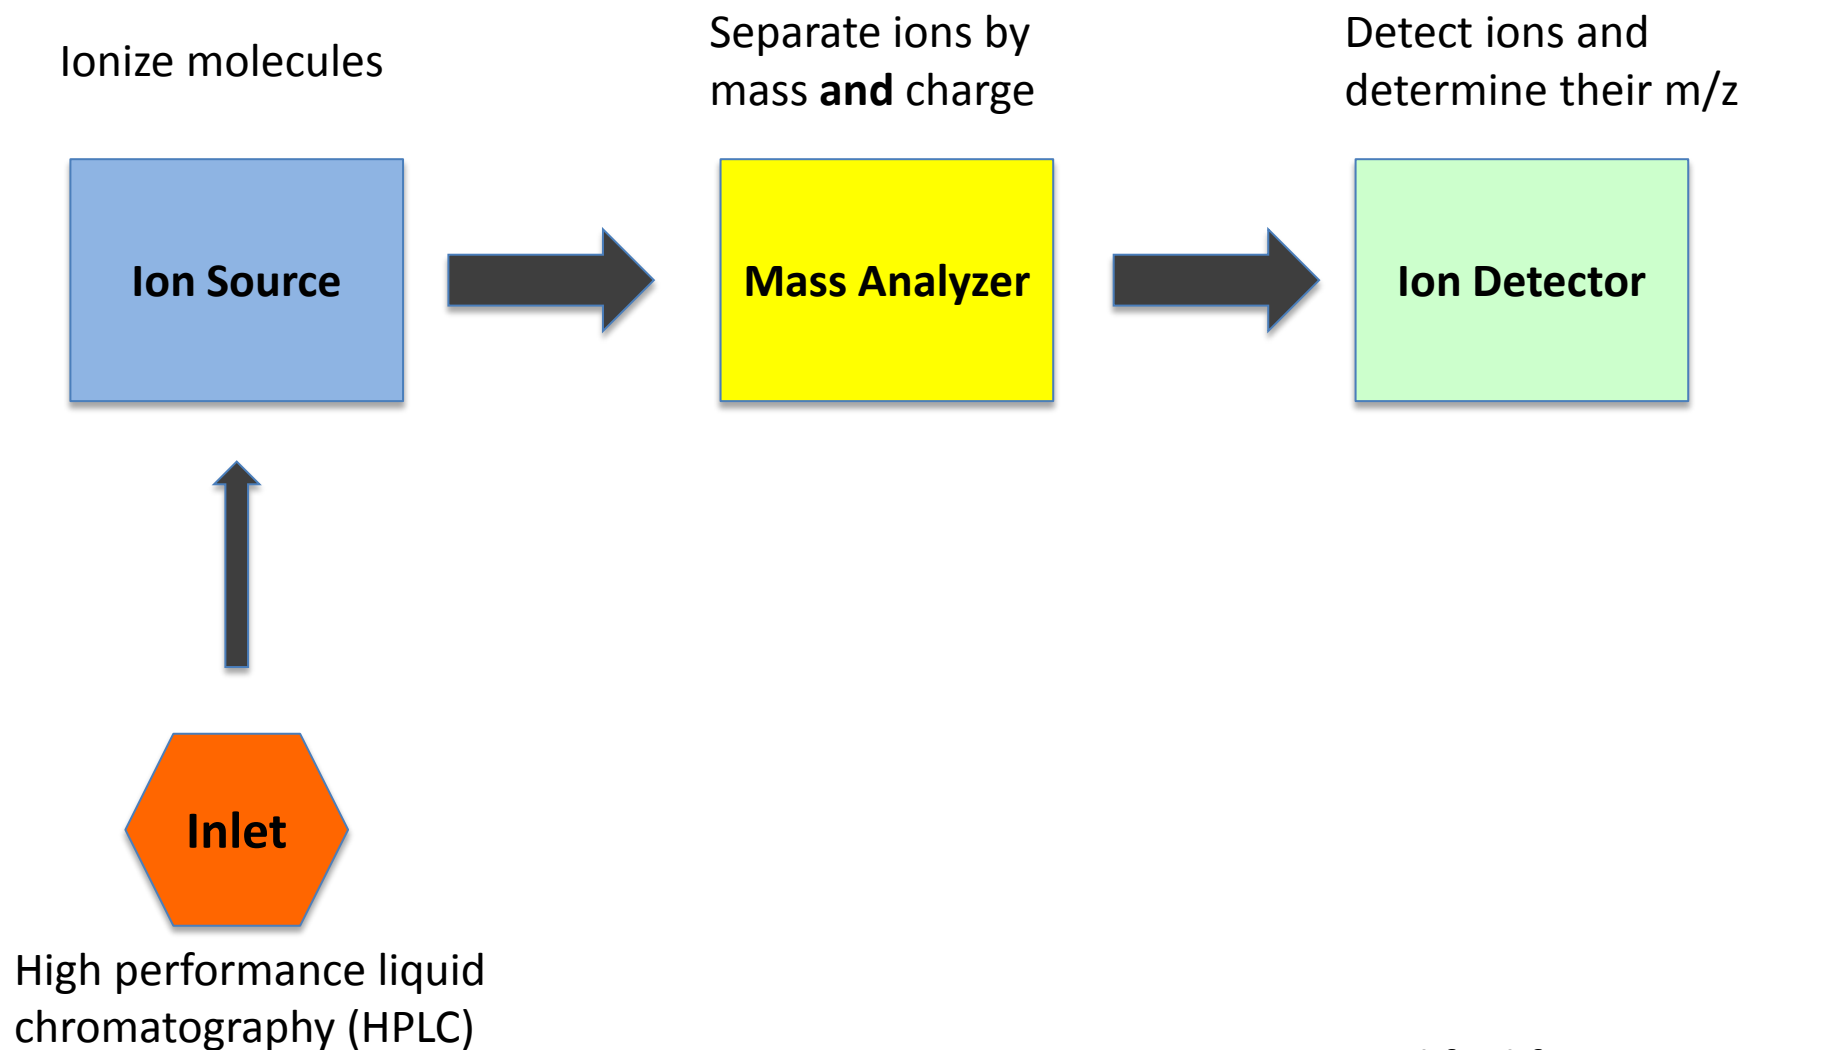 Ionize molecules
Separate ions by
mass and charge
Detect ions and
determine their m/z
Ion Source
Mass Analyzer
Ion Detector
Inlet
High performance liquid
chromatography (HPLC)